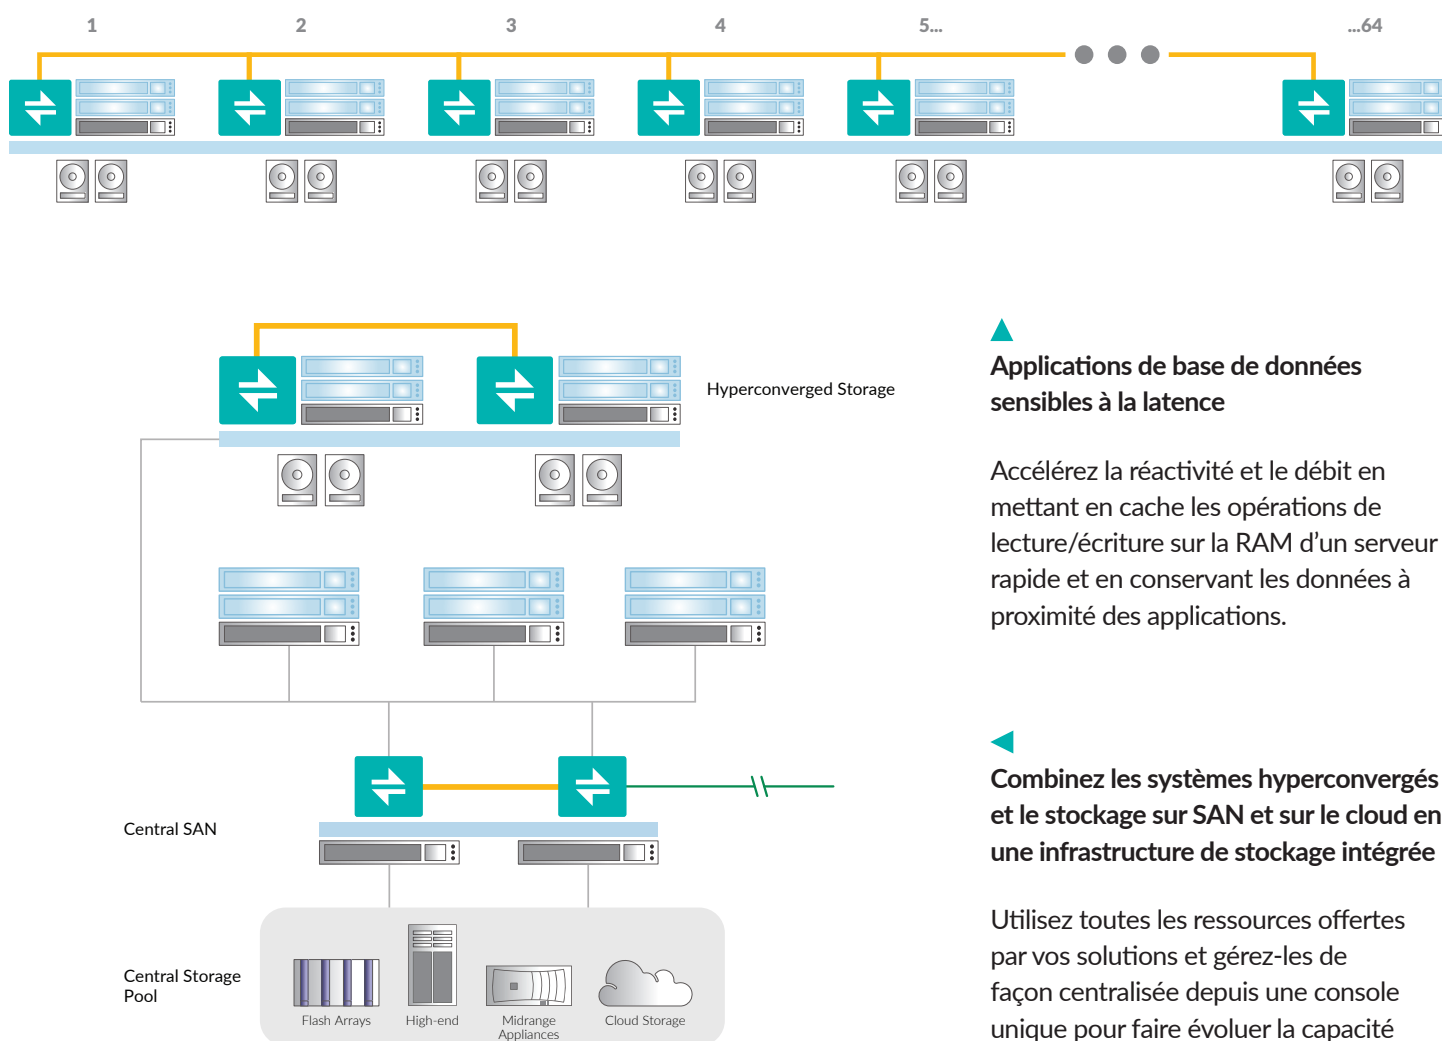 1 2 3 4 5... ...64
Hyperconverged Storage
Applications de base de données
sensibles à la latence
Accélérez la réactivité et le débit en
mettant en cache les opérations de
lecture/écriture sur la RAM d’un serveur
rapide et en conservant les données à
proximité des applications.
Combinez les systèmes hyperconvergés
et le stockage sur SAN et sur le cloud en
une infrastructure de stockage intégrée
Utilisez toutes les ressources offertes
par vos solutions et gérez-les de
façon centralisée depuis une console
unique pour faire évoluer la capacité
Central SAN
Central Storage
Pool
Flash Arrays
High-end
Midrange
Appliances
Cloud Storage